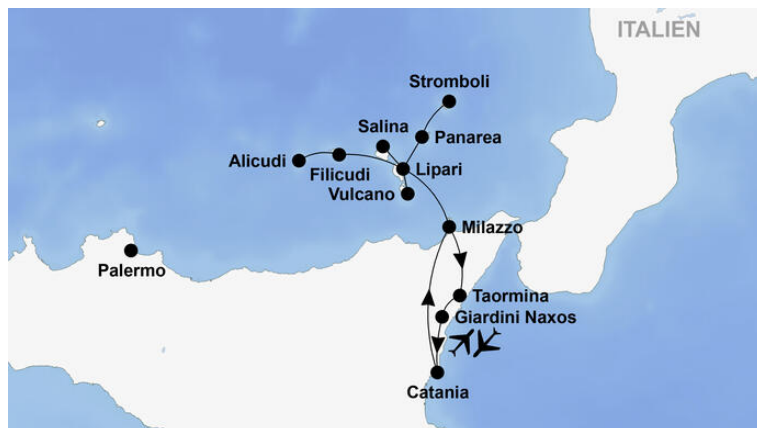 ITALIEN
Stromboli
Salina
Panarea
Alicudi
Filicudi
Lipari
Vulcano
Milazzo
Palermo
Taormina
Giardini Naxos
Catania